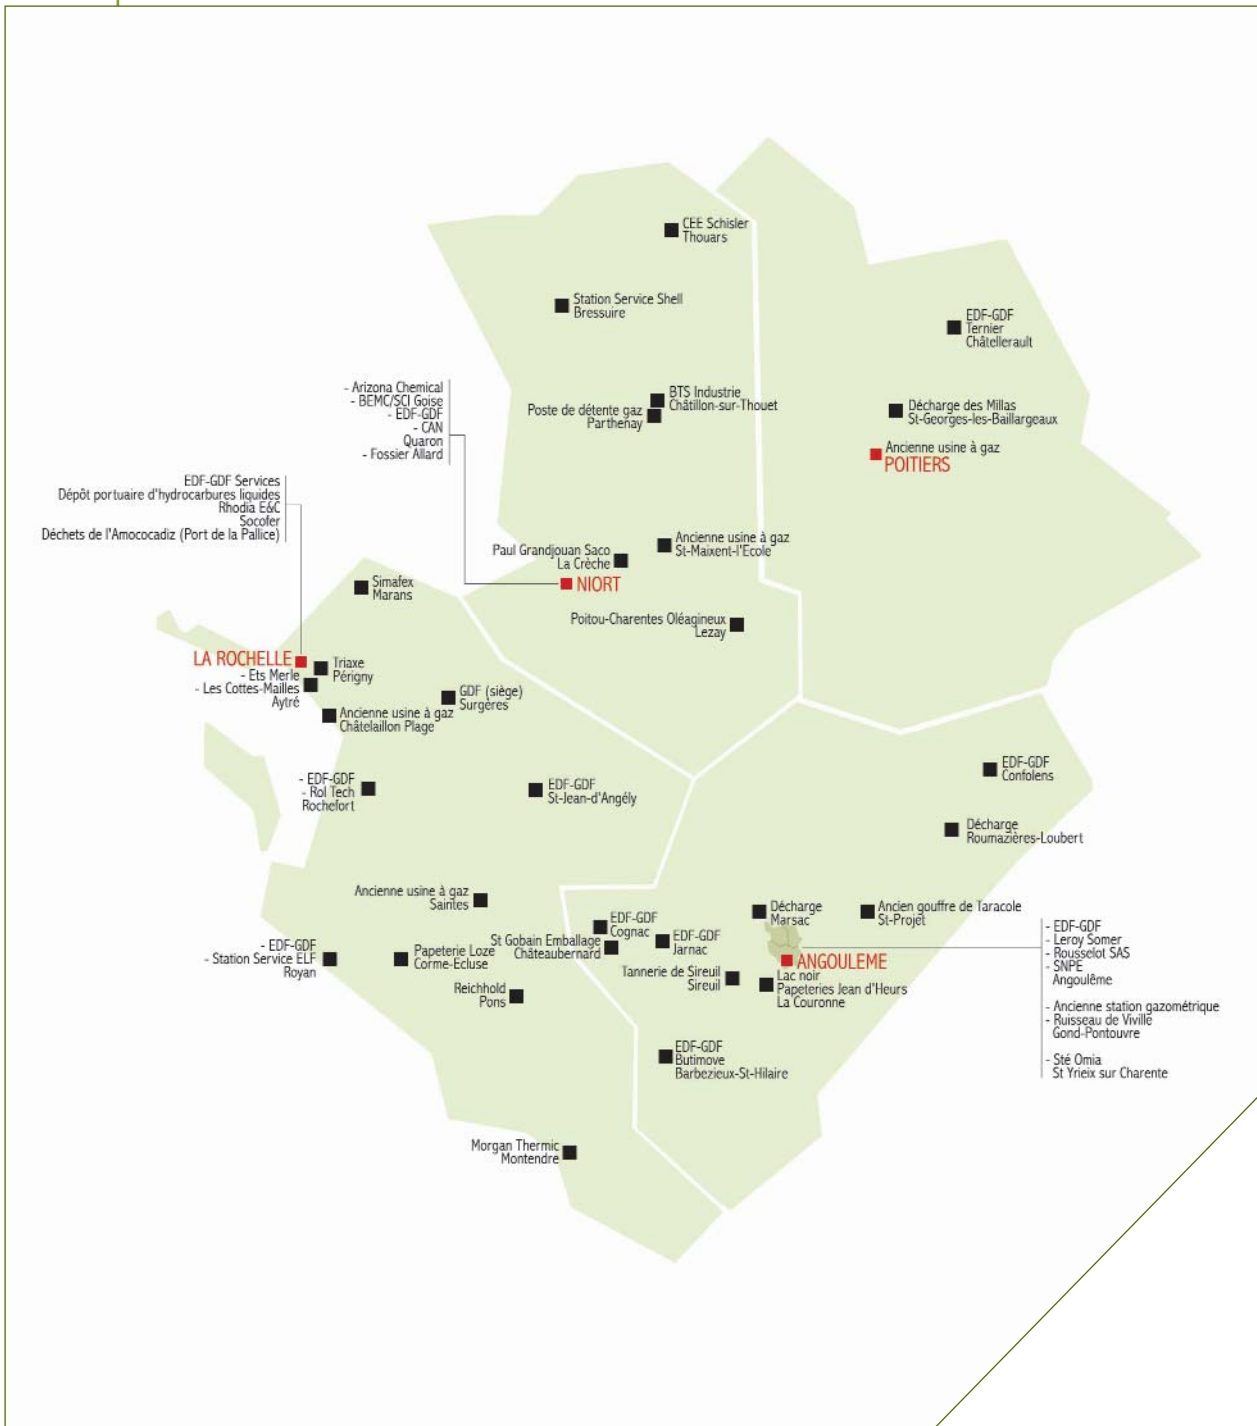 CEE Schisler
Thouars
Station Service Shell
Bressuire
EDF-GDF
Ternier
Châtellerault
- Arizona Chemical
- BEMC/SCI Goise
- EDF-GDF
- CAN
Quaron
- Fossier Allard
BTS Industrie
Châtillon-sur-Thouet
Poste de détente gaz
Parthenay
Décharge des Millas
St-Georges-les-Baillargeaux
Ancienne usine à gaz
POITIERS
EDF-GDF Services
Dépôt portuaire d'hydrocarbures liquides
Rhodia E&C
Socofer
Déchets de l'Amococadiz (Port de la Pallice)
Ancienne usine à gaz
St-Maixent-l'Ecole
Paul Grandjouan Saco
La Crèche
NIORT
Simafex
Marans
Poitou-Charentes Oléagineux
Lezay
LA ROCHELLE
Triaxe
Périgny
- Ets Merle
- Les Cottes-Mailles
Aytré
GDF (siège)
Surgères
Ancienne usine à gaz
Châtelaillon Plage
- EDF-GDF
- Rol Tech
Rochefort
EDF-GDF
St-Jean-d'Angély
EDF-GDF
Confolens
Décharge
Roumazières-Loubert
Ancienne usine à gaz
Saintes
Décharge
Marsac
Ancien gouffre de Taracole
St-Projet
EDF-GDF
Cognac
St Gobain Emballage
Châteaubernard
EDF-GDF
Jarnac
- EDF-GDF
- Station Service ELF
Royan
Papeterie Loze
Corme-Ecluse
ANGOULEME
Tannerie de Sireuil
Sireuil
Lac noir
Papeteries Jean d'Heurs
La Couronne
Reichhold
Pons
- EDF-GDF
- Leroy Somer
- Rousselot SAS
- SNPE
Angoulême
- Ancienne station gazométrique
- Ruisseau de Viville
Gond-Pontouvre
- Sté Omia
St Yrieix sur Charente
EDF-GDF
Butimove
Barbezieux-St-Hilaire
Morgan Thermic
Montendre